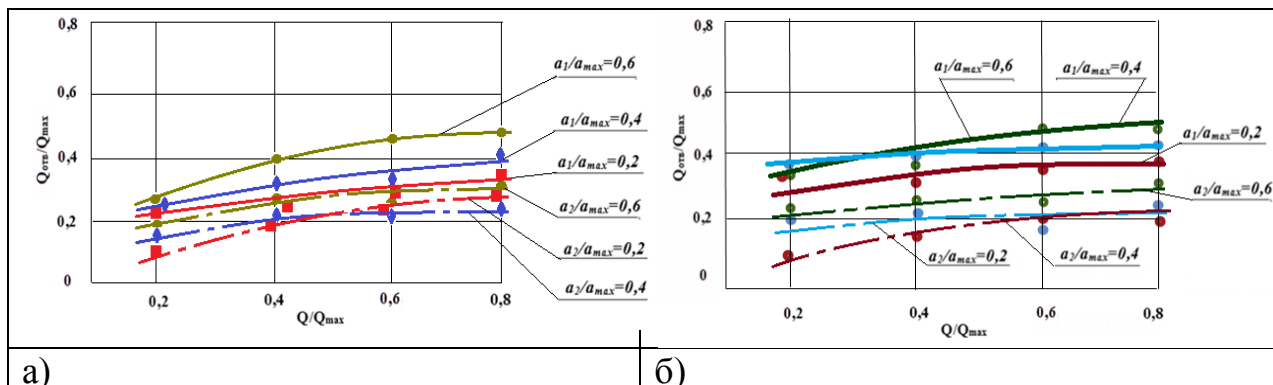 0,8
0,6
0,4
0,2
0
Qотв/Qmax
0,2
0,4
0,6
0,8
Q/Qmax
a1/amax=0,6
a1/amax=0,4
a1/amax=0,2
a2/amax=0,6
a2/amax=0,2
a2/amax=0,4
а)
0,8
0,6
0,4
0,2
0
Qотв/Qmax
0,2
0,4
0,6
0,8
Q/Qmax
a1/amax=0,6
a1/amax=0,4
a1/amax=0,2
a2/amax=0,6
a2/amax=0,2
a2/amax=0,4
б)